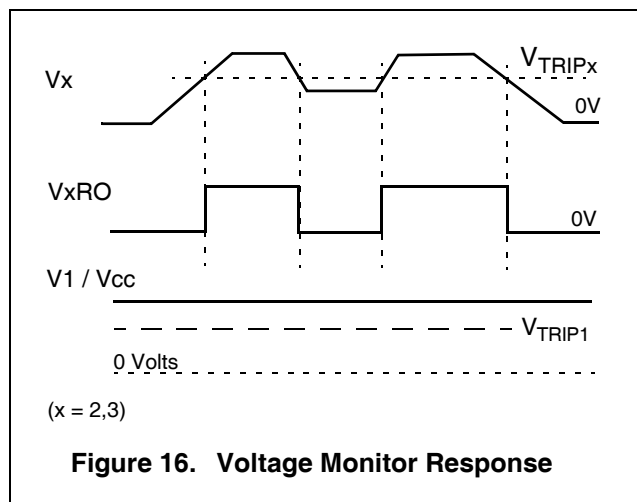 Vx
VTRIPx
0V
VxRO
0V
V1 / Vcc
VTRIP1
0 Volts
(x = 2,3)
Figure 16. Voltage Monitor Response